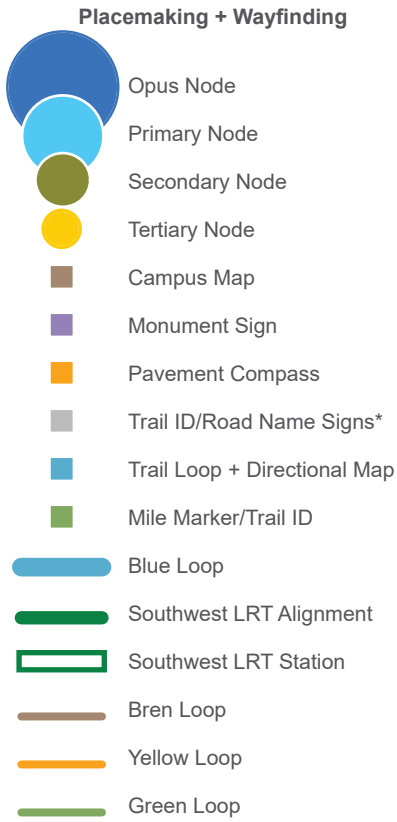 Placemaking + Wayfinding
Opus Node
Primary Node
Secondary Node
Tertiary Node
Campus Map
Monument Sign
Pavement Compass
Trail ID/Road Name Signs*
Trail Loop + Directional Map
Mile Marker/Trail ID
Blue Loop
Southwest LRT Alignment
Southwest LRT Station
Bren Loop
Yellow Loop
Green Loop